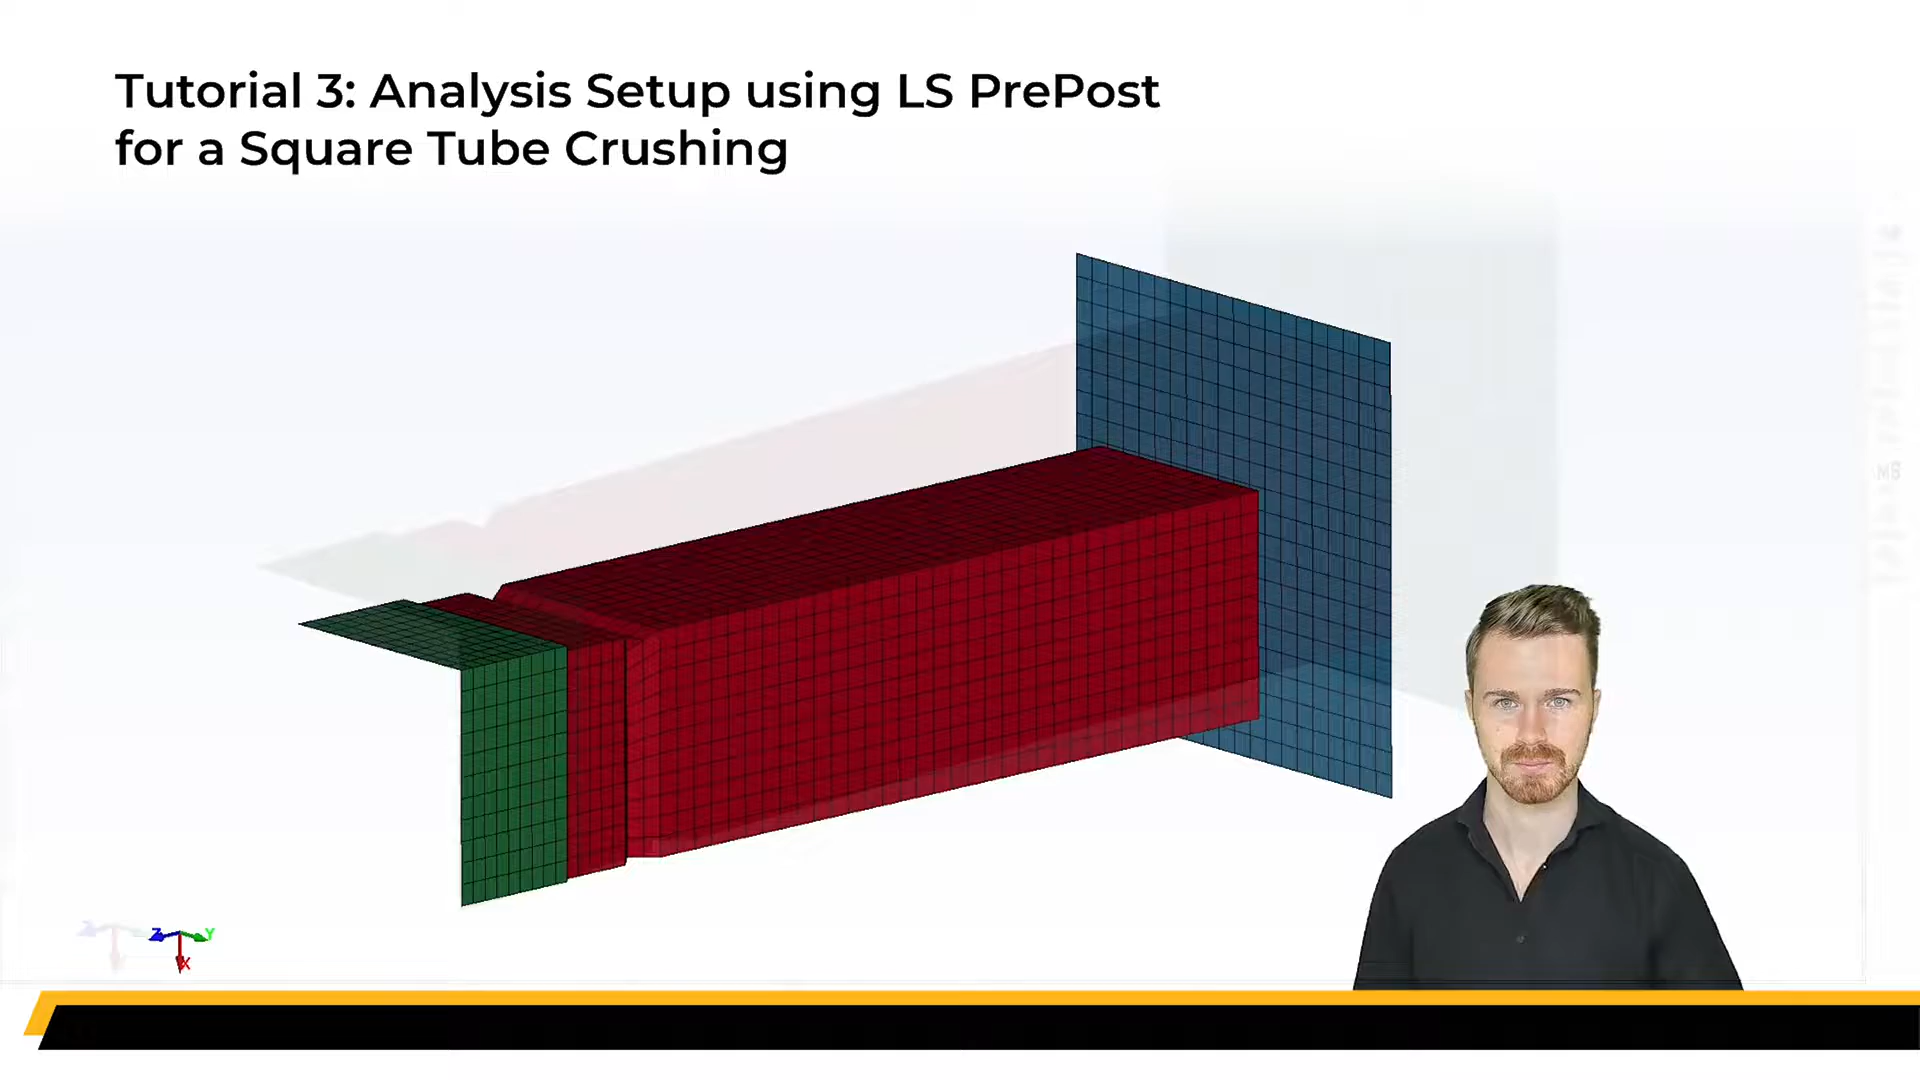 Tutorial 3: Analysis Setup using LS PrePost
for a Square Tube Crushing
Z
Y
X